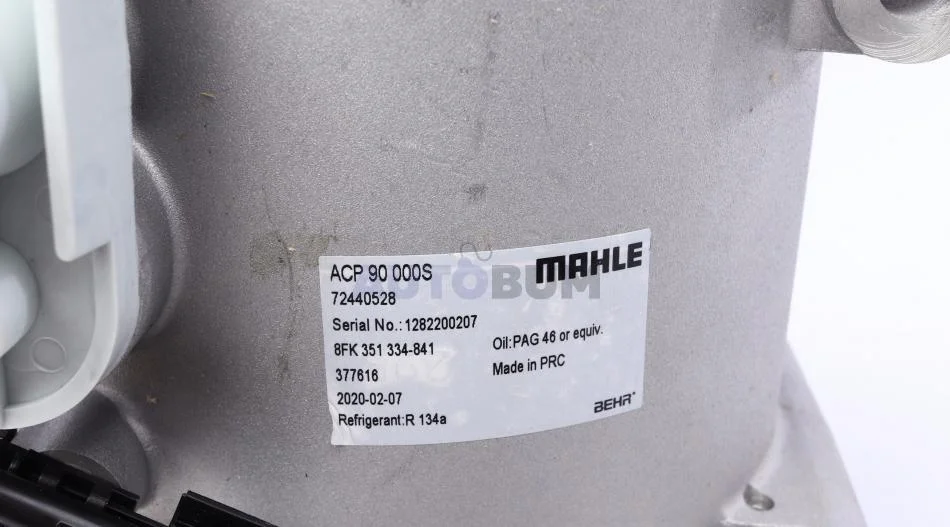 ACP 90 000S
MAHLE
72440528
AUTOBUM
Serial No.:1282200207
8FK 351 334-841
Oil:PAG 46 or equiv.
377616
Made in PRC
2020-02-07
Refrigerant:R 134a
BEHR